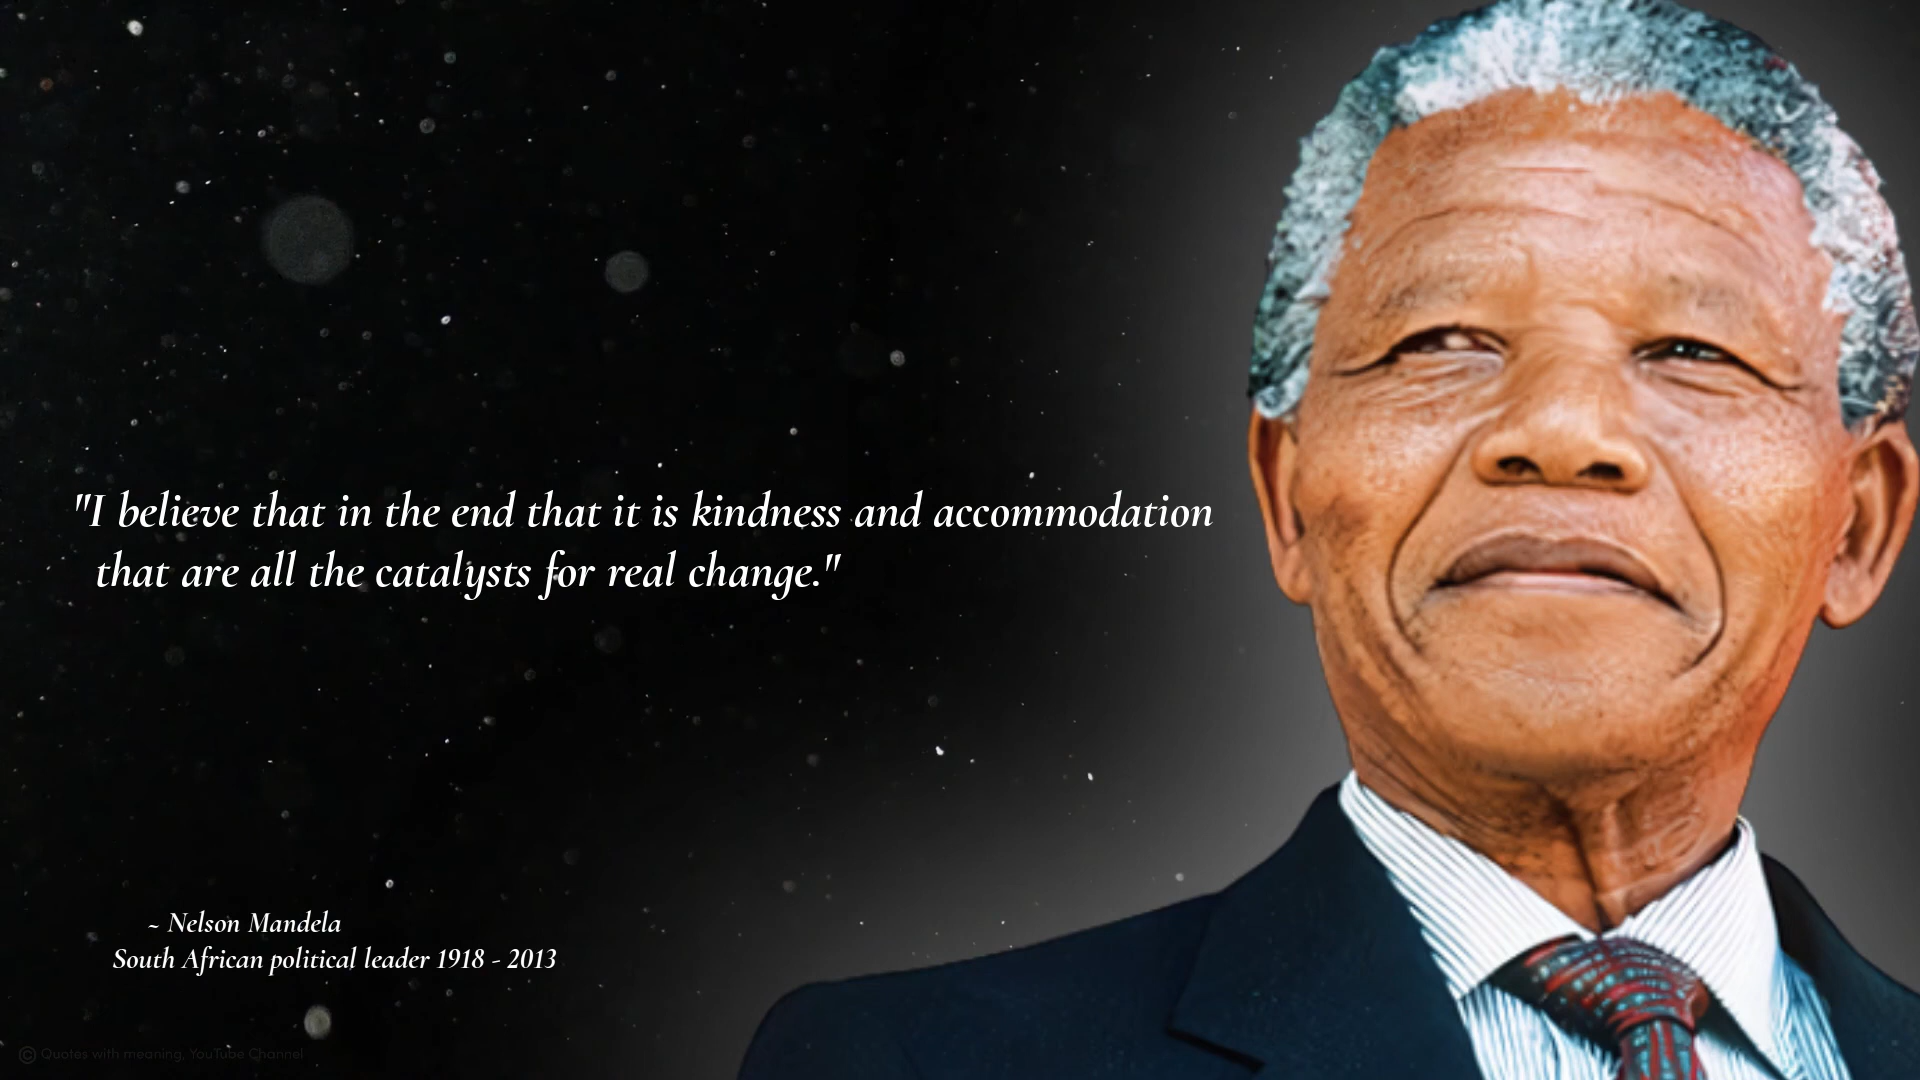 "I believe that in the end that it is kindness and accommodation
that are all the catalysts for real change."
~ Nelson Mandela
South African political leader 1918 - 2013
© Quotes with meaning, YouTube Channel